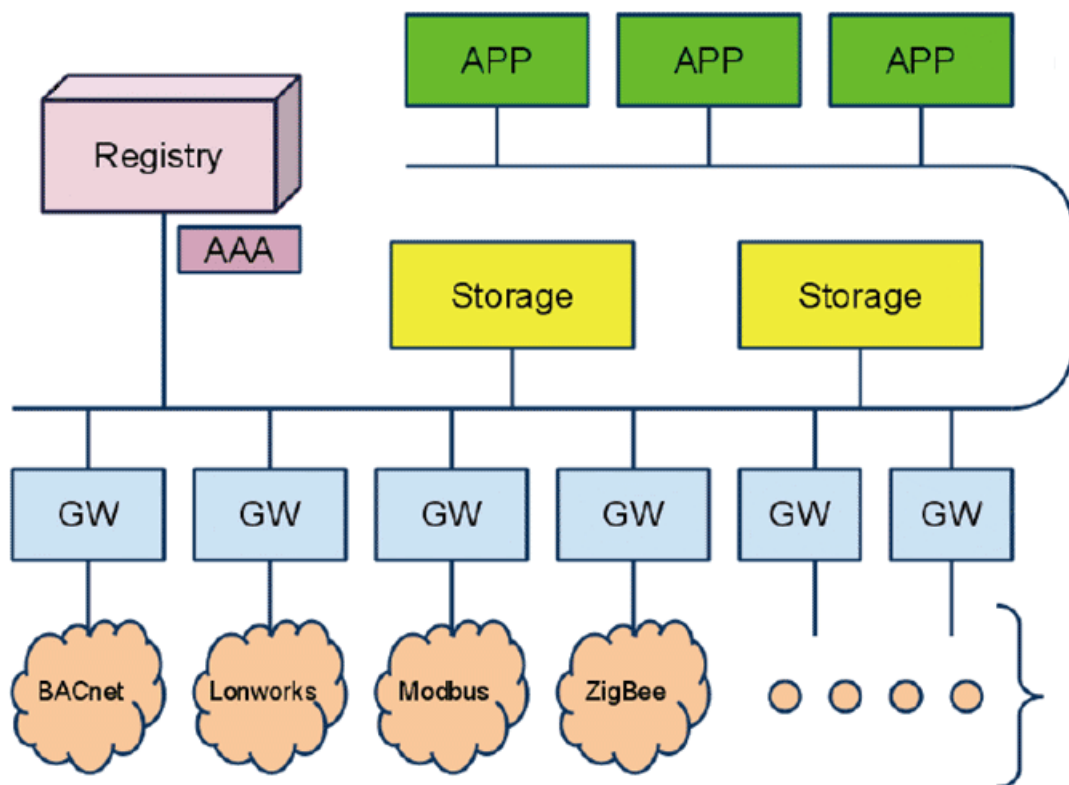 APP
APP
APP
Registry
AAA
Storage
Storage
GW
GW
GW
GW
GW
GW
BACnet
Lonworks
Modbus
ZigBee